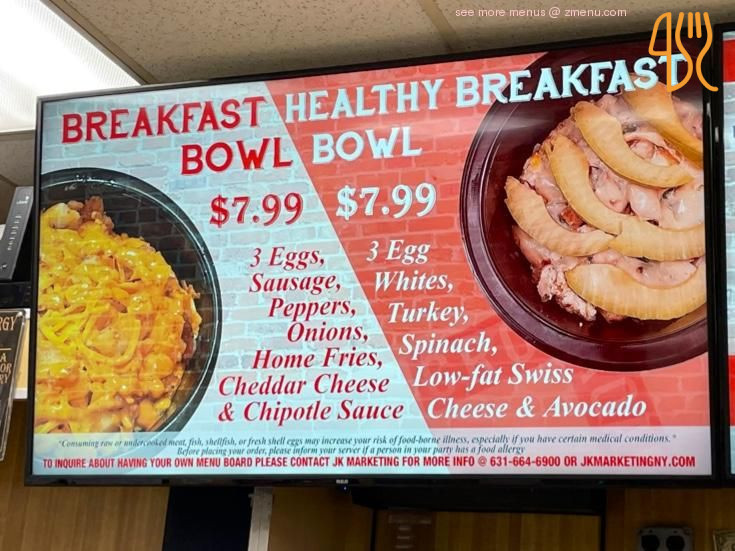 see more menus @ zmenu.com
BREAKFAST
BOWL
$7.99
3 Eggs,
Sausage,
Peppers,
Onions,
Home Fries,
Cheddar Cheese
& Chipotle Sauce
HEALTHY BREAKFAST
BOWL
$7.99
3 Egg
Whites,
Turkey,
Spinach,
Low-fat Swiss
Cheese & Avocado
"Consuming raw or undercooked meat, fish, shellfish, or fresh shell eggs may increase your risk of food-borne illness, especially if you have certain medical conditions."
Before placing your order, please inform your server if a person in your party has a food allergy
TO INQUIRE ABOUT HAVING YOUR OWN MENU BOARD PLEASE CONTACT JK MARKETING FOR MORE INFO @ 631-664-6900 OR JKMARKETINGNY.COM
RCA